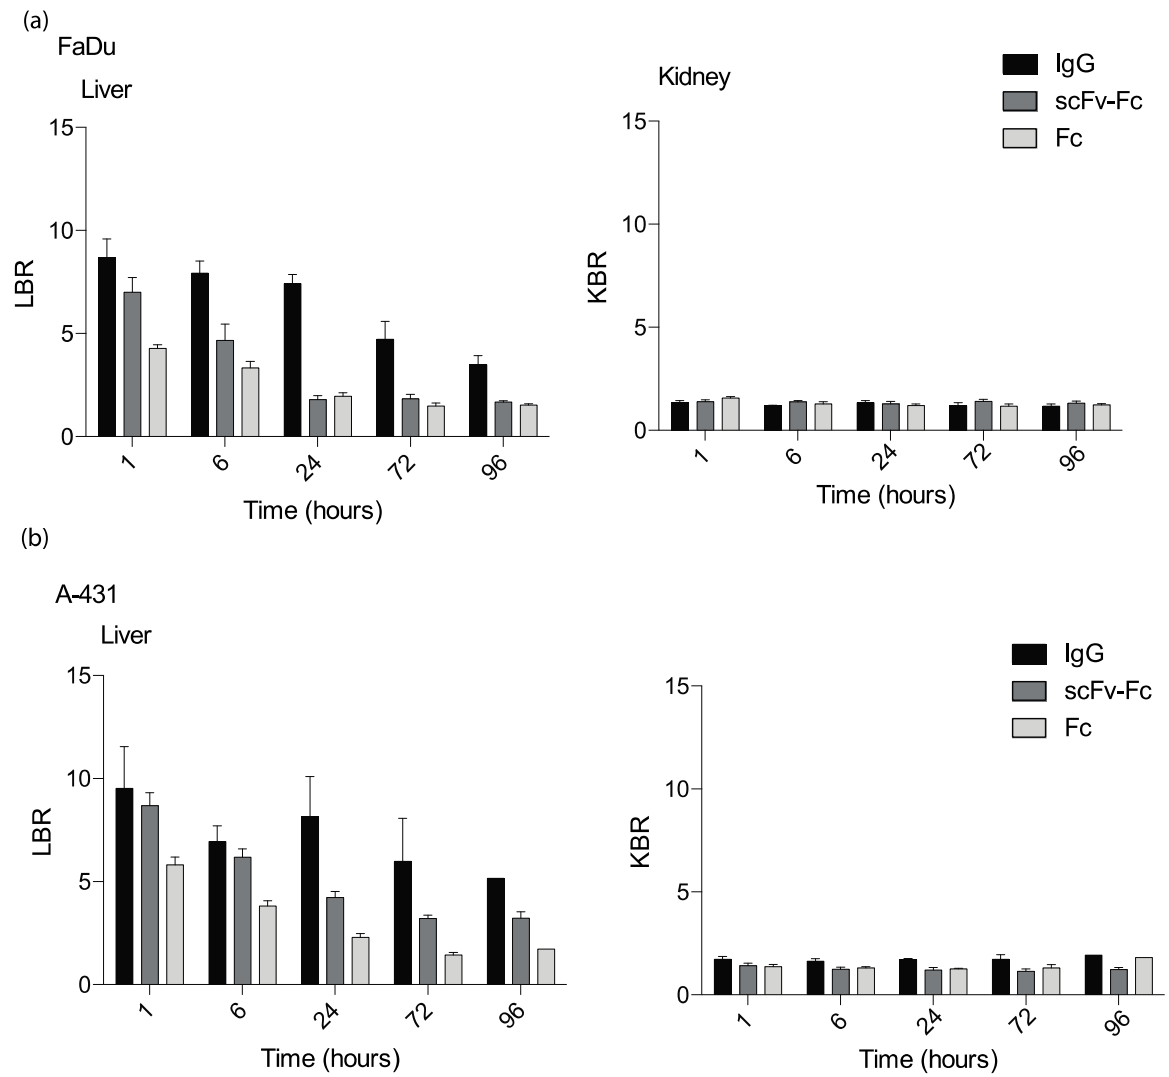 (a)
FaDu
Liver
LBR
15
10
5
0
1 6 24 72 96
Time (hours)
Kidney
KBR
15
10
5
0
1 6 24 72 96
Time (hours)
IgG
scFv-Fc
Fc
(b)
A-431
Liver
LBR
15
10
5
0
1 6 24 72 96
Time (hours)
KBR
15
10
5
0
1 6 24 72 96
Time (hours)
IgG
scFv-Fc
Fc